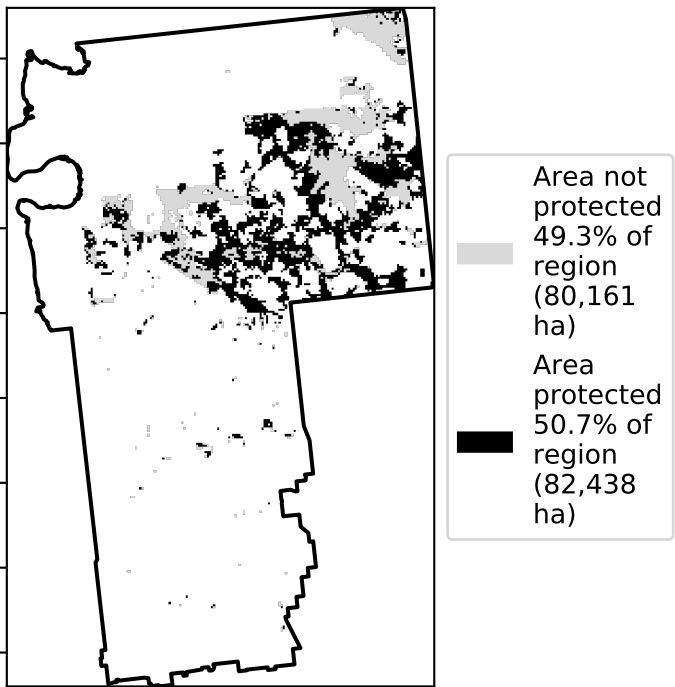 Area not
protected
49.3% of
region
(80,161
ha)
Area
protected
50.7% of
region
(82,438
ha)